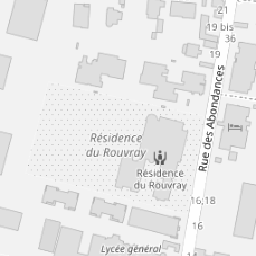 21
19 bis
36
19
Rue des Abondances
Résidence
du Rouvray
Résidence
du Rouvray
16;18
16
Lycée général